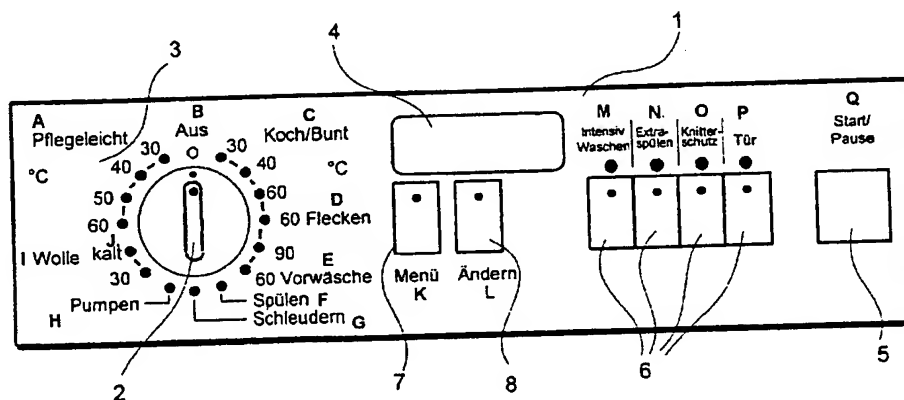 4
1
3
A
Pflegeleicht
B
Aus
O
C
Koch/Bunt
°C
°C
30
40
50
60
30
40
60
D
60 Flecken
90
E
60 Vorwäsche
J
I Wolle kalt
30
Pumpen
H
Spülen F
Schleudern G
Menü
K
Ändern
L
M
Intensiv
Waschen
N.
Extra-
spülen
O
Knitter-
schutz
P
Tür
Q
Start/
Pause
2
7
8
6
5